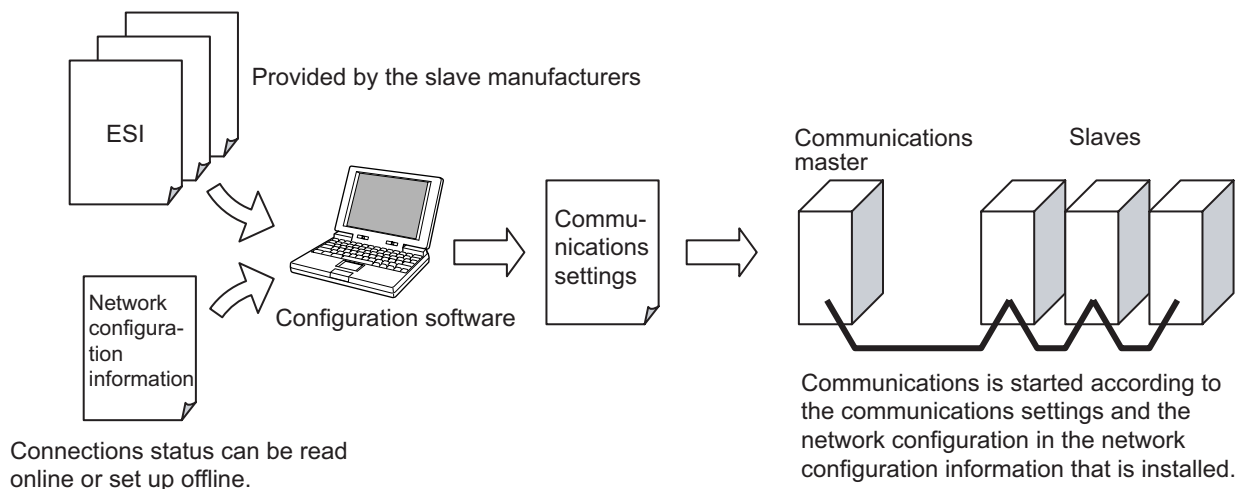 Provided by the slave manufacturers
ESI
Communications
master
Slaves
Commu-
nications
settings
Network
configura-
tion
information
Configuration software
Connections status can be read
online or set up offline.
Communications is started according to
the communications settings and the
network configuration in the network
configuration information that is installed.